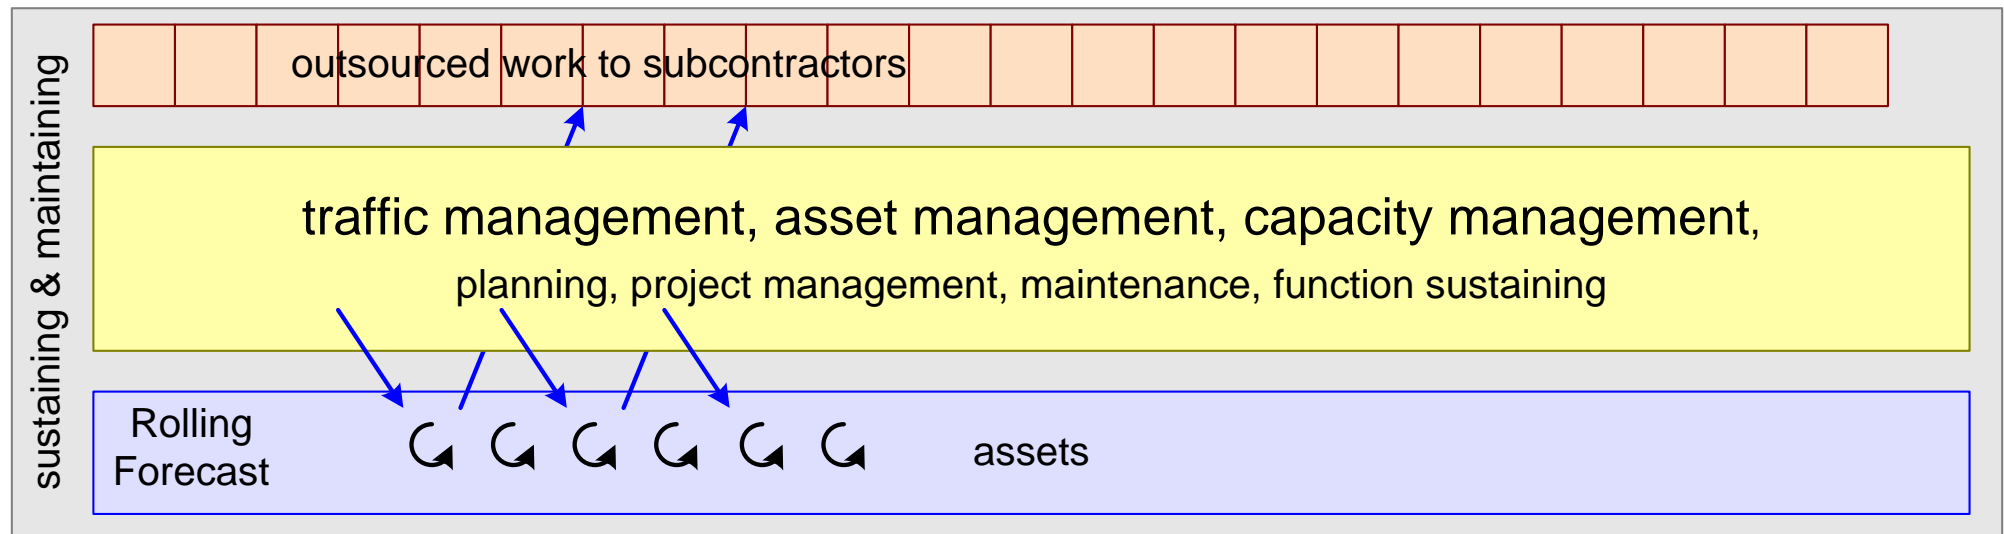 sustaining & maintaining
outsourced work to subcontractors
traffic management, asset management, capacity management,
planning, project management, maintenance, function sustaining
Rolling
Forecast
assets